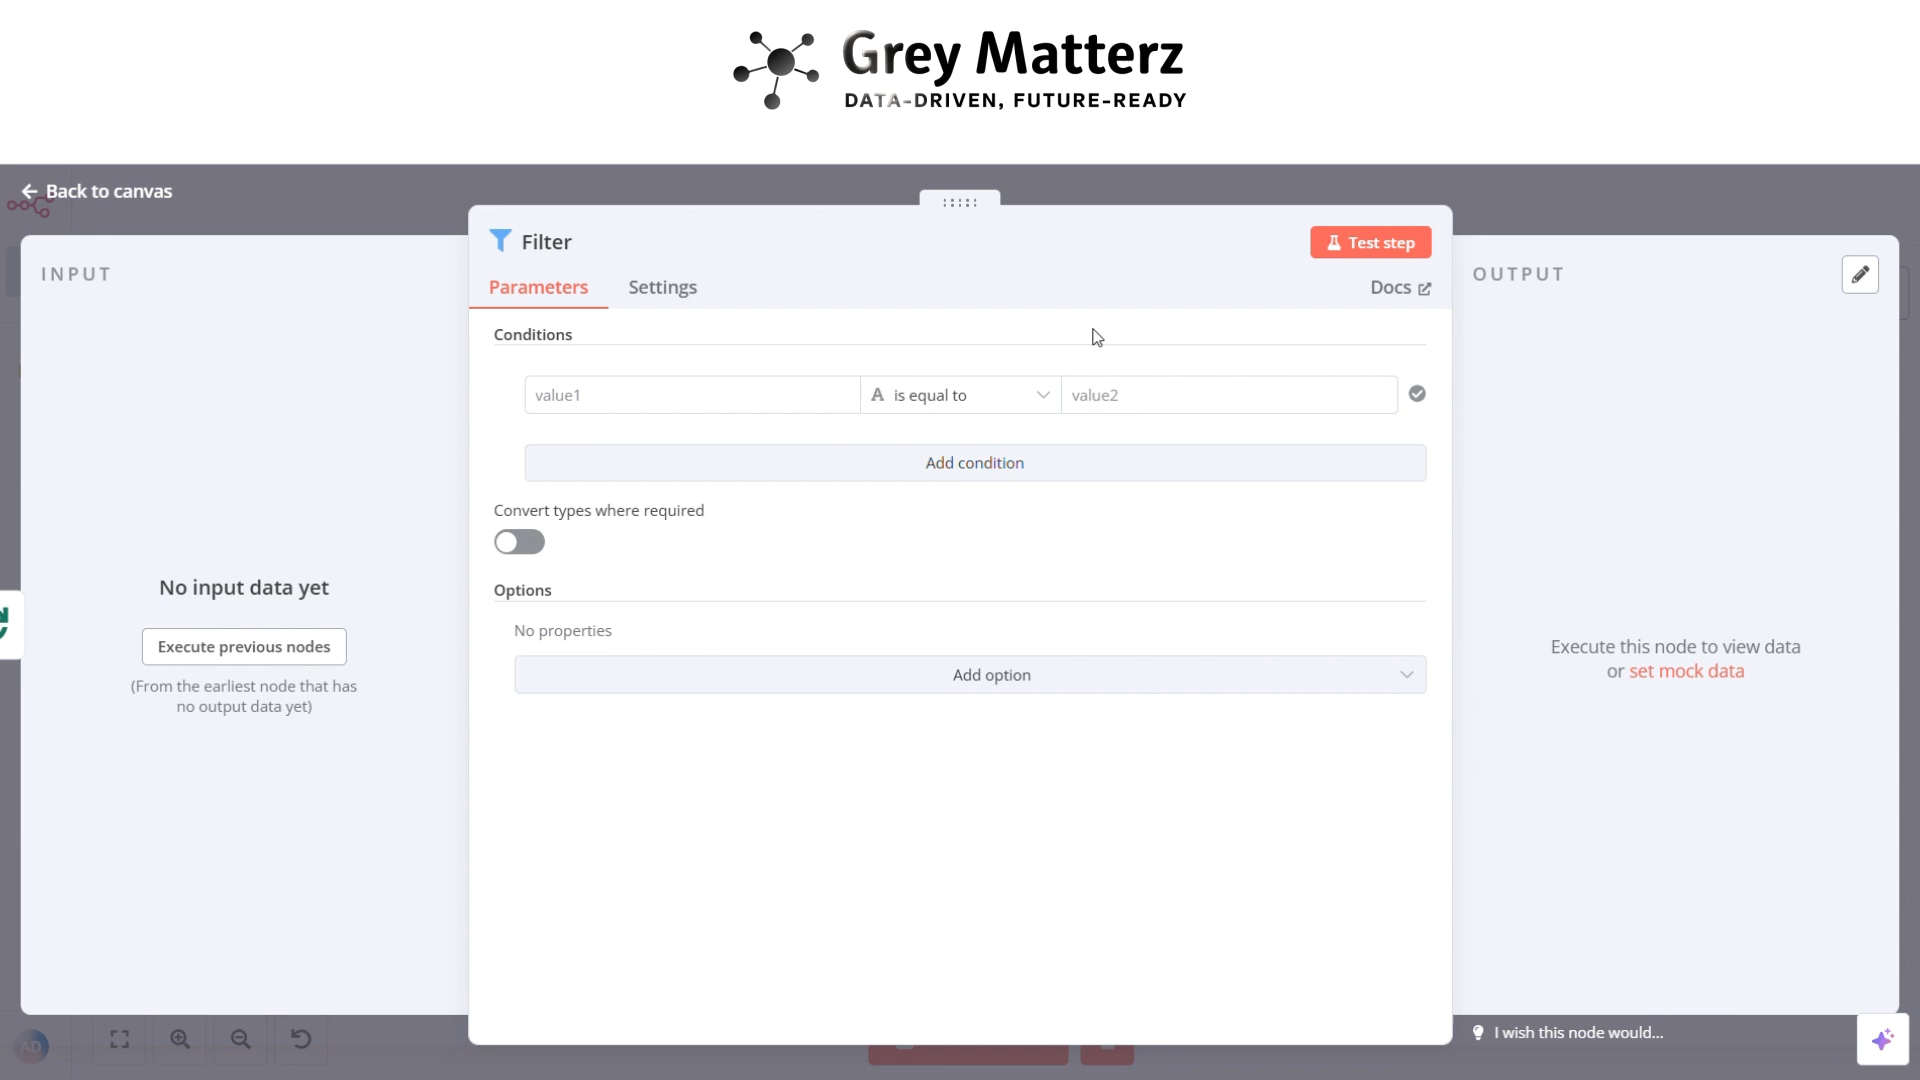 Grey Matterz
DATA-DRIVEN, FUTURE-READY
Back to canvas
INPUT
Filter
Test step
OUTPUT
Parameters
Settings
Docs
Conditions
value1
A is equal to
value2
Add condition
Convert types where required
Options
No properties
Add option
No input data yet
Execute previous nodes
(From the earliest node that has
no output data yet)
Execute this node to view data
or set mock data
I wish this node would...
AD